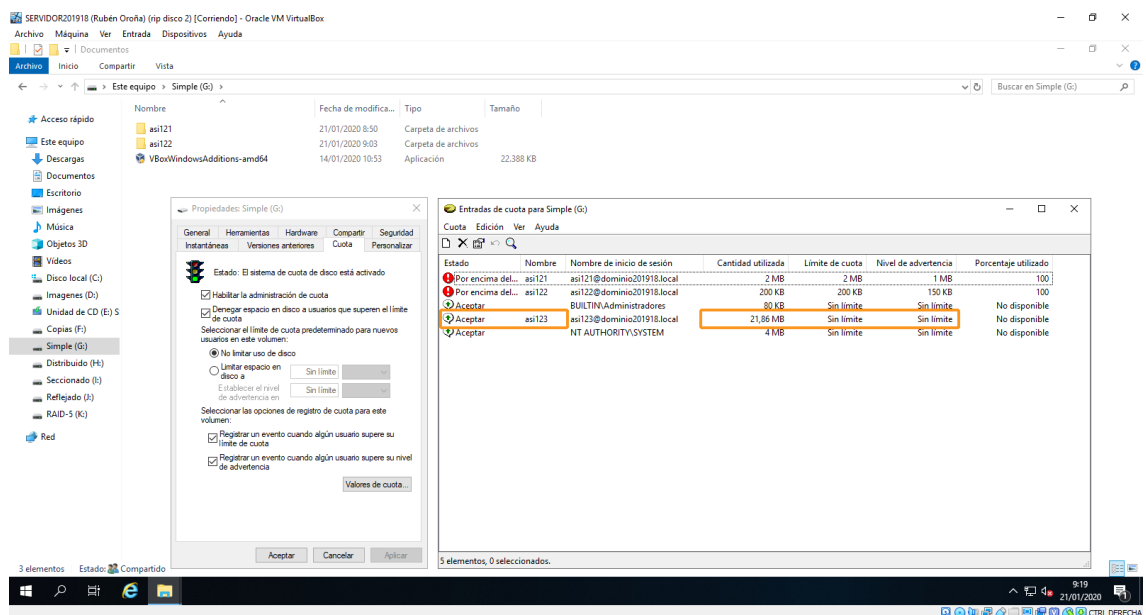 SERVIDOR201918 (Rubén Oroña) (rip disco 2) [Corriendo] - Oracle VM VirtualBox
Archivo Máquina Ver Entrada Dispositivos Ayuda
Documentos
Archivo Inicio Compartir Vista
Este equipo > Simple (G:) >
Buscar en Simple (G:)
Nombre Fecha de modifica... Tipo Tamaño
asi121 21/01/2020 8:50 Carpeta de archivos
asi122 21/01/2020 9:03 Carpeta de archivos
VBoxWindowsAdditions-amd64 14/01/2020 10:53 Aplicación 22.388 KB
Acceso rápido
Este equipo
Descargas
Documentos
Escritorio
Imágenes
Música
Objetos 3D
Vídeos
Disco local (C:)
Imagenes (D:)
Unidad de CD (E:) S
Copias (F:)
Simple (G:)
Distribuido (H:)
Seccionado (I:)
Reflejado (J:)
RAID-5 (K:)
Red
Propiedades: Simple (G:)
General Herramientas Hardware Compartir Seguridad
Instantáneas Versiones anteriores Cuota Personalizar
Estado: El sistema de cuota de disco está activado
Habilitar la administración de cuota
Denegar espacio en disco a usuarios que superen el límite
de cuota
Seleccionar el límite de cuota predeterminado para nuevos
usuarios en este volumen:
No limitar uso de disco
Limitar espacio en
disco a
Sin límite
Establecer el nivel
de advertencia en
Sin límite
Seleccionar las opciones de registro de cuota para este
volumen:
Registrar un evento cuando algún usuario supere su
límite de cuota
Registrar un evento cuando algún usuario supere su nivel
de advertencia
Valores de cuota...
Aceptar Cancelar Aplicar
Entradas de cuota para Simple (G:)
Cuota Edición Ver Ayuda
Estado Nombre Nombre de inicio de sesión Cantidad utilizada Límite de cuota Nivel de advertencia Porcentaje utilizado
Por encima del... asi121 asi121@dominio201918.local 2 MB 2 MB 1 MB 100
Por encima del... asi122 asi122@dominio201918.local 200 KB 200 KB 150 KB 100
Aceptar BUILTIN\Administradores 80 KB Sin límite Sin límite No disponible
Aceptar asi123 asi123@dominio201918.local 21,86 MB Sin límite Sin límite No disponible
Aceptar NT AUTHORITY\SYSTEM 4 MB Sin límite Sin límite No disponible
5 elementos, 0 seleccionados.
3 elementos Estado: Compartido
9:19
21/01/2020
CTRL DERECHA